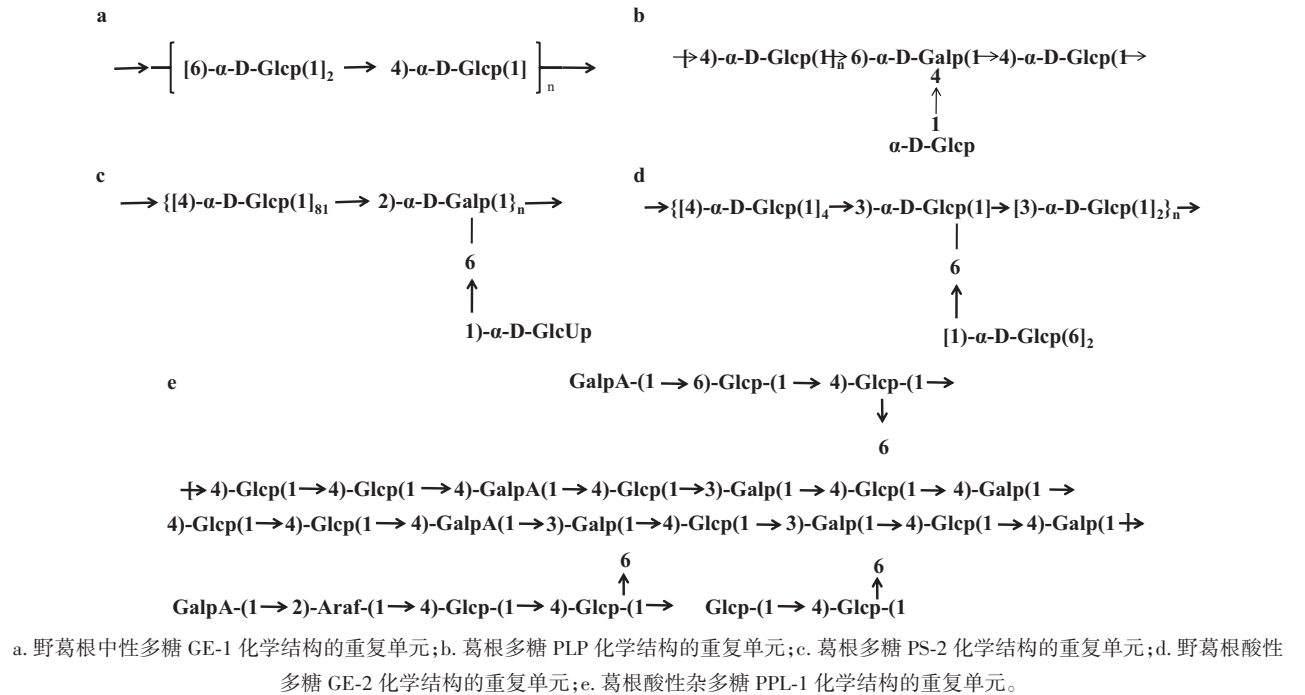 a
[6)-α-D-Glcp(1]₂ → 4)-α-D-Glcp(1]
n
b
4)-α-D-Glcp(1]n→ 6)-α-D-Galp(1→4)-α-D-Glcp(1→
4
↑
1
α-D-Glcp
c
→{[4)-α-D-Glcp(1]₈₁ → 2)-α-D-Galp(1}n→
6
↑
1)-α-D-GlcUp
d
→{[4)-α-D-Glcp(1]₄→3)-α-D-Glcp(1]→[3)-α-D-Glcp(1]₂}n→
6
↑
[1)-α-D-Glcp(6]₂
e
GalpA-(1→6)-Glcp-(1→ 4)-Glcp-(1→
↓
6
→4)-Glcp(1→4)-Glcp(1→4)-GalpA(1→4)-Glcp(1→3)-Galp(1→4)-Glcp(1→4)-Galp(1→
4)-Glcp(1→4)-Glcp(1→4)-GalpA(1→3)-Galp(1→4)-Glcp(1→3)-Galp(1→4)-Glcp(1→4)-Galp(1→
6 6
↑ ↑
GalpA-(1→2)-Araf-(1→4)-Glcp-(1→4)-Glcp-(1→ Glcp-(1→4)-Glcp-(1
a. 野葛根中性多糖 GE-1 化学结构的重复单元;b. 葛根多糖 PLP 化学结构的重复单元;c. 葛根多糖 PS-2 化学结构的重复单元;d. 野葛根酸性
多糖 GE-2 化学结构的重复单元;e. 葛根酸性杂多糖 PPL-1 化学结构的重复单元。